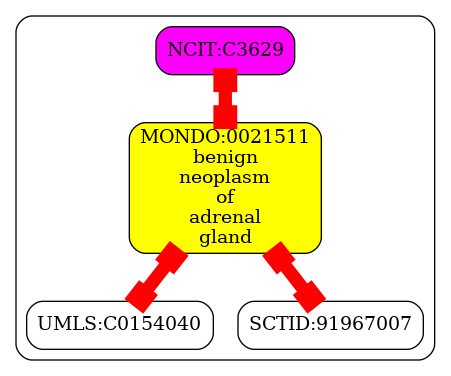 NCIT:C3629
MONDO:0021511
benign
neoplasm
of
adrenal
gland
UMLS:C0154040
SCTID:91967007